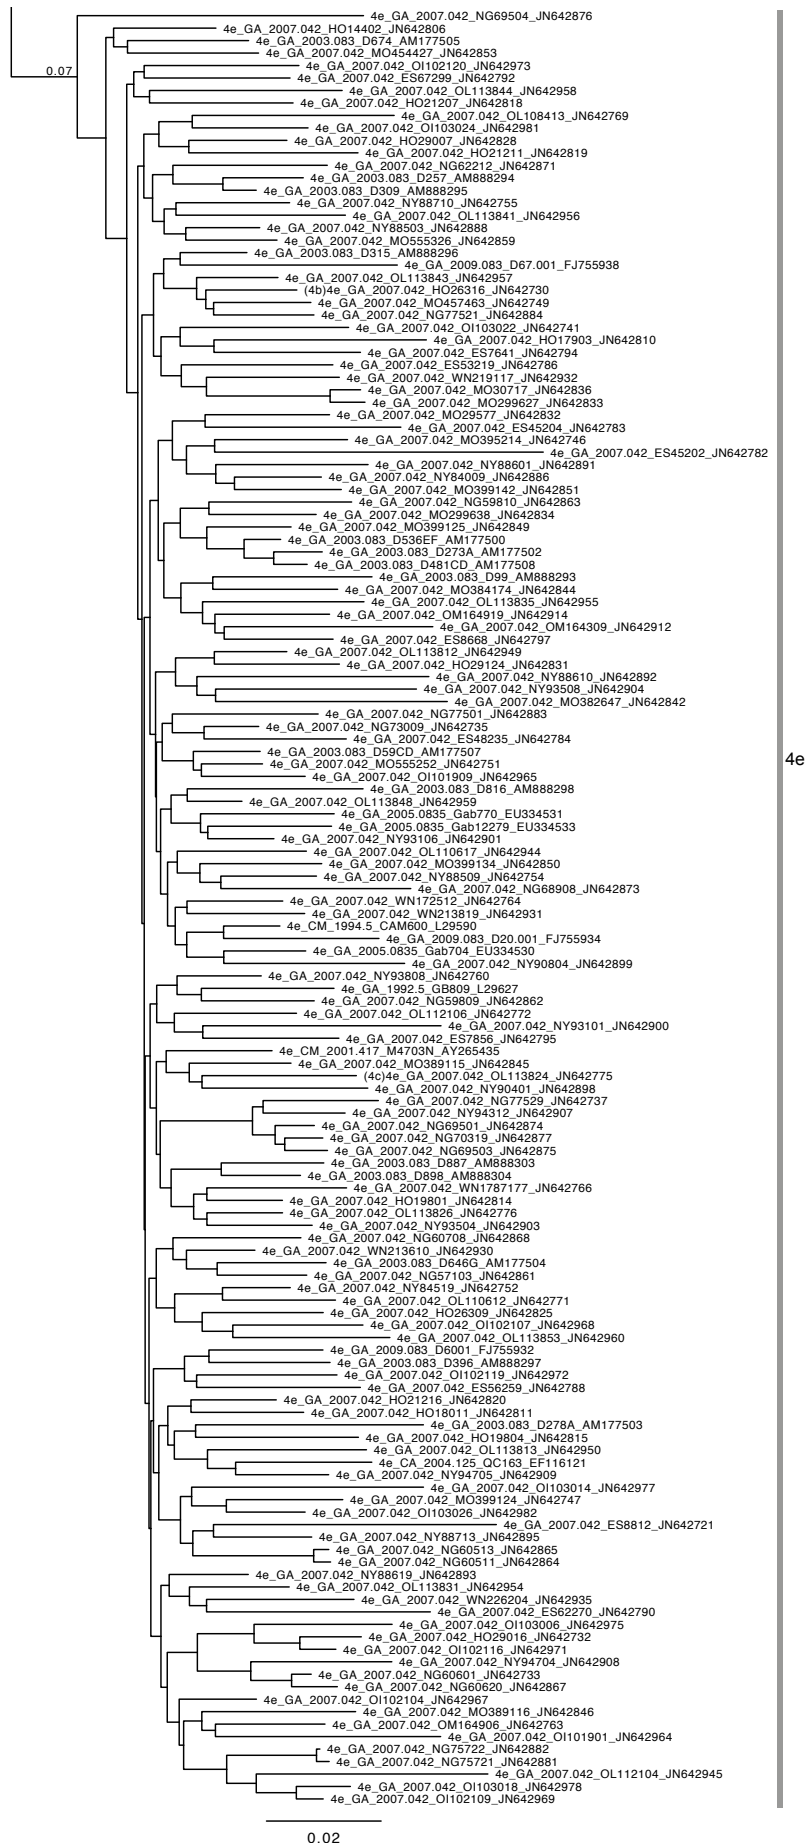 4e_GA_2007.042_NG69504_JN642876
4e_GA_2007.042_HO14402_JN642806
4e_GA_2003.083_D674_AM177505
4e_GA_2007.042_MO454427_JN642853
0.07
4e_GA_2007.042_OI102120_JN642973
4e_GA_2007.042_ES67299_JN642792
4e_GA_2007.042_OL113844_JN642958
4e_GA_2007.042_HO21207_JN642818
4e_GA_2007.042_OL108413_JN642769
4e_GA_2007.042_OI103024_JN642981
4e_GA_2007.042_HO29007_JN642828
4e_GA_2007.042_HO21211_JN642819
4e_GA_2007.042_NG62212_JN642871
4e_GA_2003.083_D257_AM888294
4e_GA_2003.083_D309_AM888295
4e_GA_2007.042_NY88710_JN642755
4e_GA_2007.042_OL113841_JN642956
4e_GA_2007.042_NY88503_JN642888
4e_GA_2007.042_MO555326_JN642859
4e_GA_2003.083_D315_AM888296
4e_GA_2009.083_D67.001_FJ755938
4e_GA_2007.042_OL113843_JN642957
(4b)4e_GA_2007.042_HO26316_JN642730
4e_GA_2007.042_MO457463_JN642749
4e_GA_2007.042_NG77521_JN642884
4e_GA_2007.042_OI103022_JN642741
4e_GA_2007.042_HO17903_JN642810
4e_GA_2007.042_ES7641_JN642794
4e_GA_2007.042_ES53219_JN642786
4e_GA_2007.042_WN219117_JN642932
4e_GA_2007.042_MO30717_JN642836
4e_GA_2007.042_MO299627_JN642833
4e_GA_2007.042_MO29577_JN642832
4e_GA_2007.042_ES45204_JN642783
4e_GA_2007.042_MO395214_JN642746
4e_GA_2007.042_ES45202_JN642782
4e_GA_2007.042_NY88601_JN642891
4e_GA_2007.042_NY84009_JN642886
4e_GA_2007.042_MO399142_JN642851
4e_GA_2007.042_NG59810_JN642863
4e_GA_2007.042_MO299638_JN642834
4e_GA_2007.042_MO399125_JN642849
4e_GA_2003.083_D536EF_AM177500
4e_GA_2003.083_D273A_AM177502
4e_GA_2003.083_D481CD_AM177508
4e_GA_2003.083_D99_AM888293
4e_GA_2007.042_MO384174_JN642844
4e_GA_2007.042_OL113835_JN642955
4e_GA_2007.042_OM164919_JN642914
4e_GA_2007.042_OM164309_JN642912
4e_GA_2007.042_ES8668_JN642797
4e_GA_2007.042_OL113812_JN642949
4e_GA_2007.042_HO29124_JN642831
4e_GA_2007.042_NY88610_JN642892
4e_GA_2007.042_NY93508_JN642904
4e_GA_2007.042_MO382647_JN642842
4e_GA_2007.042_NG77501_JN642883
4e_GA_2007.042_NG73009_JN642735
4e_GA_2007.042_ES48235_JN642784
4e_GA_2003.083_D59CD_AM177507
4e_GA_2007.042_MO555252_JN642751
4e
4e_GA_2007.042_OI101909_JN642965
4e_GA_2003.083_D816_AM888298
4e_GA_2007.042_OL113848_JN642959
4e_GA_2005.0835_Gab770_EU334531
4e_GA_2005.0835_Gab12279_EU334533
4e_GA_2007.042_NY93106_JN642901
4e_GA_2007.042_OL110617_JN642944
4e_GA_2007.042_MO399134_JN642850
4e_GA_2007.042_NY88509_JN642754
4e_GA_2007.042_NG68908_JN642873
4e_GA_2007.042_WN172512_JN642764
4e_GA_2007.042_WN213819_JN642931
4e_CM_1994.5_CAM600_L29590
4e_GA_2009.083_D20.001_FJ755934
4e_GA_2005.0835_Gab704_EU334530
4e_GA_2007.042_NY90804_JN642899
4e_GA_2007.042_NY93808_JN642760
4e_GA_1992.5_GB809_L29627
4e_GA_2007.042_NG59809_JN642862
4e_GA_2007.042_OL112106_JN642772
4e_GA_2007.042_NY93101_JN642900
4e_GA_2007.042_ES7856_JN642795
4e_CM_2001.417_M4703N_AY265435
4e_GA_2007.042_MO389115_JN642845
(4c)4e_GA_2007.042_OL113824_JN642775
4e_GA_2007.042_NY90401_JN642898
4e_GA_2007.042_NG77529_JN642737
4e_GA_2007.042_NY94312_JN642907
4e_GA_2007.042_NG69501_JN642874
4e_GA_2007.042_NG70319_JN642877
4e_GA_2007.042_NG69503_JN642875
4e_GA_2003.083_D887_AM888303
4e_GA_2003.083_D898_AM888304
4e_GA_2007.042_WN1787177_JN642766
4e_GA_2007.042_HO19801_JN642814
4e_GA_2007.042_OL113826_JN642776
4e_GA_2007.042_NY93504_JN642903
4e_GA_2007.042_NG60708_JN642868
4e_GA_2007.042_WN213610_JN642930
4e_GA_2003.083_D646G_AM177504
4e_GA_2007.042_NG57103_JN642861
4e_GA_2007.042_NY84519_JN642752
4e_GA_2007.042_OL110612_JN642771
4e_GA_2007.042_HO26309_JN642825
4e_GA_2007.042_OI102107_JN642968
4e_GA_2007.042_OL113853_JN642960
4e_GA_2009.083_D6001_FJ755932
4e_GA_2003.083_D396_AM888297
4e_GA_2007.042_OI102119_JN642972
4e_GA_2007.042_ES56259_JN642788
4e_GA_2007.042_HO21216_JN642820
4e_GA_2007.042_HO18011_JN642811
4e_GA_2003.083_D278A_AM177503
4e_GA_2007.042_HO19804_JN642815
4e_GA_2007.042_OL113813_JN642950
4e_CA_2004.125_QC163_EF116121
4e_GA_2007.042_NY94705_JN642909
4e_GA_2007.042_OI103014_JN642977
4e_GA_2007.042_MO399124_JN642747
4e_GA_2007.042_OI103026_JN642982
4e_GA_2007.042_ES8812_JN642721
4e_GA_2007.042_NY88713_JN642895
4e_GA_2007.042_NG60513_JN642865
4e_GA_2007.042_NG60511_JN642864
4e_GA_2007.042_NY88619_JN642893
4e_GA_2007.042_OL113831_JN642954
4e_GA_2007.042_WN226204_JN642935
4e_GA_2007.042_ES62270_JN642790
4e_GA_2007.042_OI103006_JN642975
4e_GA_2007.042_HO29016_JN642732
4e_GA_2007.042_OI102116_JN642971
4e_GA_2007.042_NY94704_JN642908
4e_GA_2007.042_NG60601_JN642733
4e_GA_2007.042_NG60620_JN642867
4e_GA_2007.042_OI102104_JN642967
4e_GA_2007.042_MO389116_JN642846
4e_GA_2007.042_OM164906_JN642763
4e_GA_2007.042_OI101901_JN642964
4e_GA_2007.042_NG75722_JN642882
4e_GA_2007.042_NG75721_JN642881
4e_GA_2007.042_OL112104_JN642945
4e_GA_2007.042_OI103018_JN642978
4e_GA_2007.042_OI102109_JN642969
0.02